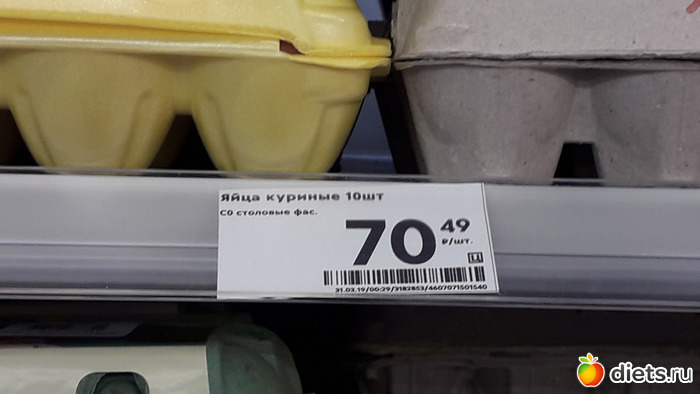 Яйца куриные 10шт
С0 столовые фас.
70 49
₽/шт.
31.03.19/00:29/3182853/4607071501540
diets.ru